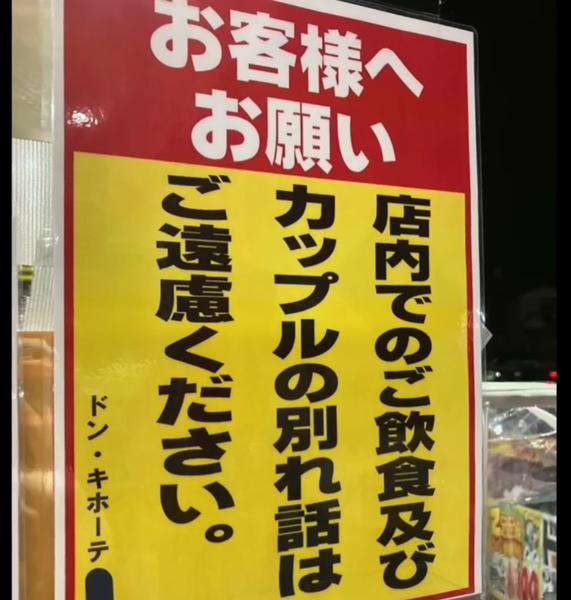 お客様へ
お願い
店内でのご飲食及び
カップルの別れ話は
ご遠慮ください。
ドン・キホーテ